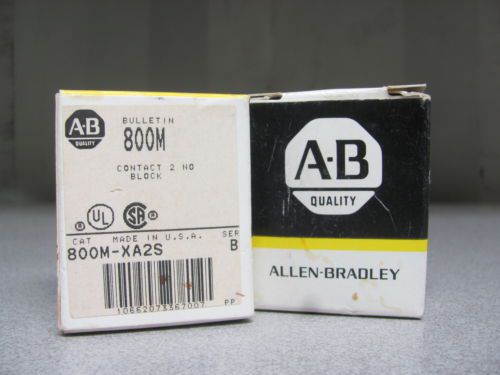 A-B
QUALITY
BULLETIN
800M
CONTACT 2 NO
BLOCK
® UL ® SA ®
CAT MADE IN U.S.A. SER
800M-XA2S B
10662073367007 PP
A-B
QUALITY
ALLEN-BRADLEY